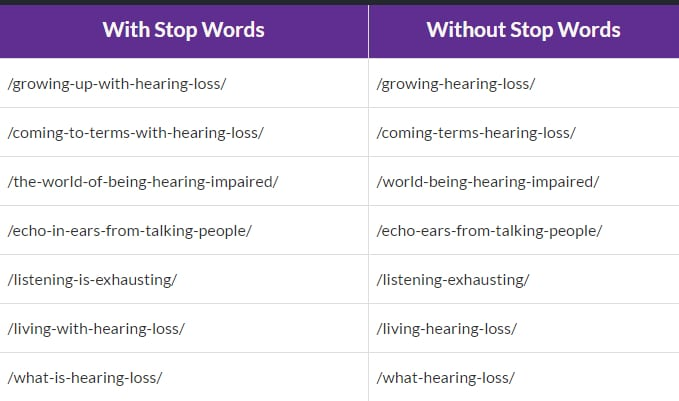 With Stop Words Without Stop Words
/growing-up-with-hearing-loss/ /growing-hearing-loss/
/coming-to-terms-with-hearing-loss/ /coming-terms-hearing-loss/
/the-world-of-being-hearing-impaired/ /world-being-hearing-impaired/
/echo-in-ears-from-talking-people/ /echo-ears-from-talking-people/
/listening-is-exhausting/ /listening-exhausting/
/living-with-hearing-loss/ /living-hearing-loss/
/what-is-hearing-loss/ /what-hearing-loss/